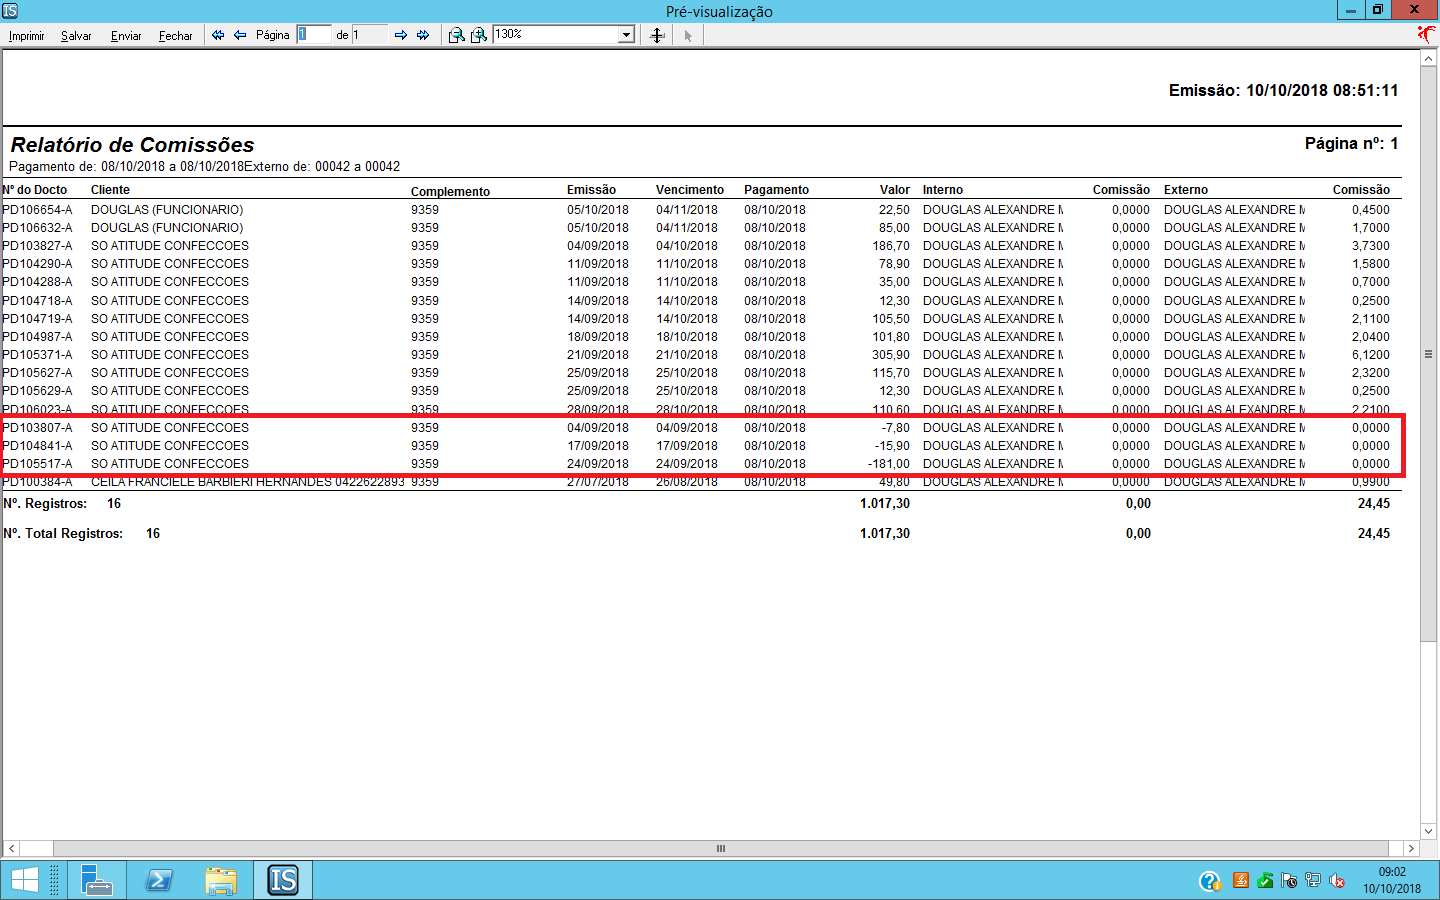 IS Pré-visualização
Imprimir Salvar Enviar Fechar Página 1 de 1 130%
Emissão: 10/10/2018 08:51:11
Relatório de Comissões Página nº: 1
Pagamento de: 08/10/2018 a 08/10/2018Externo de: 00042 a 00042
Nº do Docto Cliente Complemento Emissão Vencimento Pagamento Valor Interno Comissão Externo Comissão
PD106654-A DOUGLAS (FUNCIONARIO) 9359 05/10/2018 04/11/2018 08/10/2018 22,50 DOUGLAS ALEXANDRE M 0,0000 DOUGLAS ALEXANDRE M 0,4500
PD106632-A DOUGLAS (FUNCIONARIO) 9359 05/10/2018 04/11/2018 08/10/2018 85,00 DOUGLAS ALEXANDRE M 0,0000 DOUGLAS ALEXANDRE M 1,7000
PD103827-A SO ATITUDE CONFECCOES 9359 04/09/2018 04/10/2018 08/10/2018 186,70 DOUGLAS ALEXANDRE M 0,0000 DOUGLAS ALEXANDRE M 3,7300
PD104290-A SO ATITUDE CONFECCOES 9359 11/09/2018 11/10/2018 08/10/2018 78,90 DOUGLAS ALEXANDRE M 0,0000 DOUGLAS ALEXANDRE M 1,5800
PD104288-A SO ATITUDE CONFECCOES 9359 11/09/2018 11/10/2018 08/10/2018 35,00 DOUGLAS ALEXANDRE M 0,0000 DOUGLAS ALEXANDRE M 0,7000
PD104718-A SO ATITUDE CONFECCOES 9359 14/09/2018 14/10/2018 08/10/2018 12,30 DOUGLAS ALEXANDRE M 0,0000 DOUGLAS ALEXANDRE M 0,2500
PD104719-A SO ATITUDE CONFECCOES 9359 14/09/2018 14/10/2018 08/10/2018 105,50 DOUGLAS ALEXANDRE M 0,0000 DOUGLAS ALEXANDRE M 2,1100
PD104987-A SO ATITUDE CONFECCOES 9359 18/09/2018 18/10/2018 08/10/2018 101,80 DOUGLAS ALEXANDRE M 0,0000 DOUGLAS ALEXANDRE M 2,0400
PD105371-A SO ATITUDE CONFECCOES 9359 21/09/2018 21/10/2018 08/10/2018 305,90 DOUGLAS ALEXANDRE M 0,0000 DOUGLAS ALEXANDRE M 6,1200
PD105627-A SO ATITUDE CONFECCOES 9359 25/09/2018 25/10/2018 08/10/2018 115,70 DOUGLAS ALEXANDRE M 0,0000 DOUGLAS ALEXANDRE M 2,3200
PD105629-A SO ATITUDE CONFECCOES 9359 25/09/2018 25/10/2018 08/10/2018 12,30 DOUGLAS ALEXANDRE M 0,0000 DOUGLAS ALEXANDRE M 0,2500
PD106023-A SO ATITUDE CONFECCOES 9359 28/09/2018 28/10/2018 08/10/2018 110,60 DOUGLAS ALEXANDRE M 0,0000 DOUGLAS ALEXANDRE M 2,2100
PD103807-A SO ATITUDE CONFECCOES 9359 04/09/2018 04/09/2018 08/10/2018 -7,80 DOUGLAS ALEXANDRE M 0,0000 DOUGLAS ALEXANDRE M 0,0000
PD104841-A SO ATITUDE CONFECCOES 9359 17/09/2018 17/09/2018 08/10/2018 -15,90 DOUGLAS ALEXANDRE M 0,0000 DOUGLAS ALEXANDRE M 0,0000
PD105517-A SO ATITUDE CONFECCOES 9359 24/09/2018 24/09/2018 08/10/2018 -181,00 DOUGLAS ALEXANDRE M 0,0000 DOUGLAS ALEXANDRE M 0,0000
PD100384-A CEILA FRANCIELE BARBIERI HERNANDES 0422622893 9359 27/07/2018 26/08/2018 08/10/2018 49,80 DOUGLAS ALEXANDRE M 0,0000 DOUGLAS ALEXANDRE M 0,9900
Nº. Registros: 16 1.017,30 0,00 24,45
Nº. Total Registros: 16 1.017,30 0,00 24,45
IS 09:02
10/10/2018